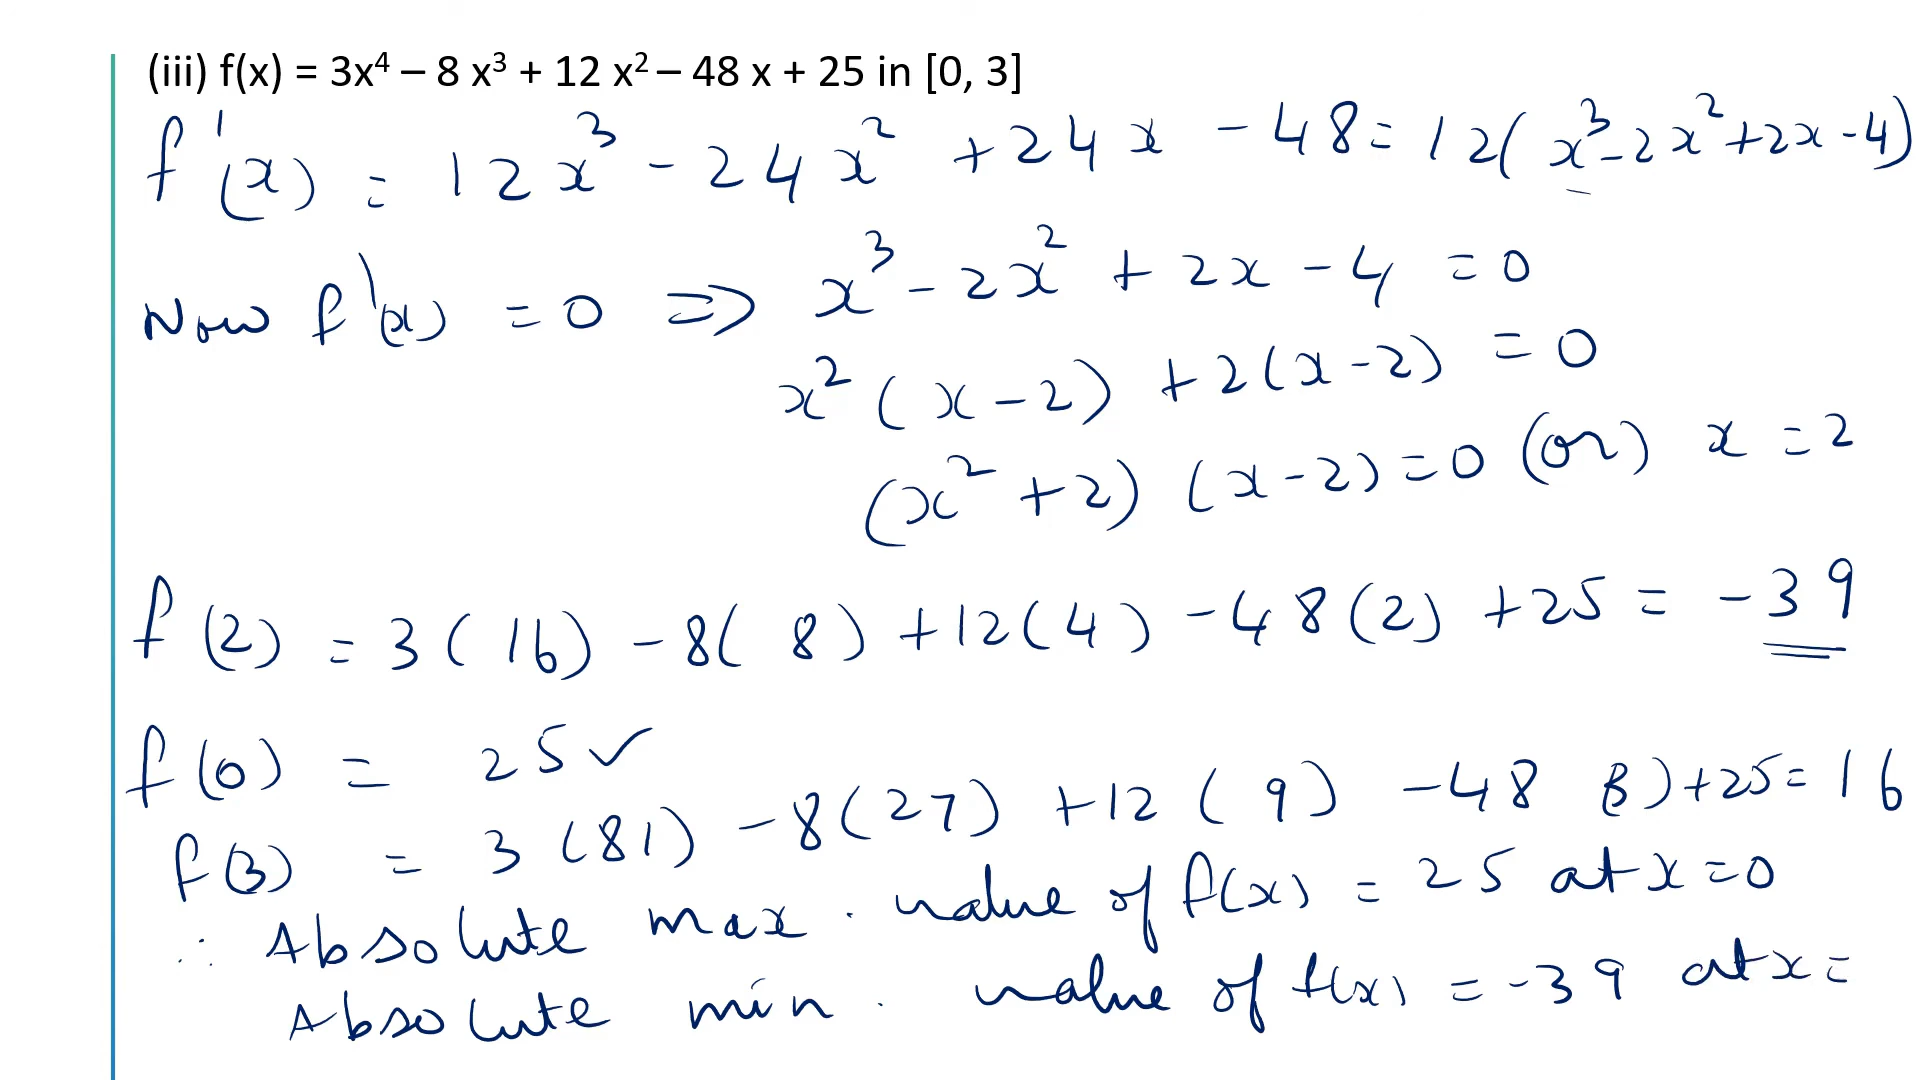 (iii) f(x) = 3x⁴ – 8 x³ + 12 x² – 48 x + 25 in [0, 3]
f'(x) = 12x³ - 24x² + 24x - 48 = 12(x³ - 2x² + 2x - 4)
Now f'(x) = 0 => x³ - 2x² + 2x - 4 = 0
x²(x-2) + 2(x-2) = 0
(x² + 2) (x-2) = 0 (or) x = 2
f(2) = 3(16) - 8(8) + 12(4) - 48(2) + 25 = -39
f(0) = 25 ✓
f(3) = 3(81) - 8(27) + 12(9) - 48 3) + 25 = 16
∴ Absolute max. value of f(x) = 25 at x = 0
Absolute min. value of f(x) = -39 at x =